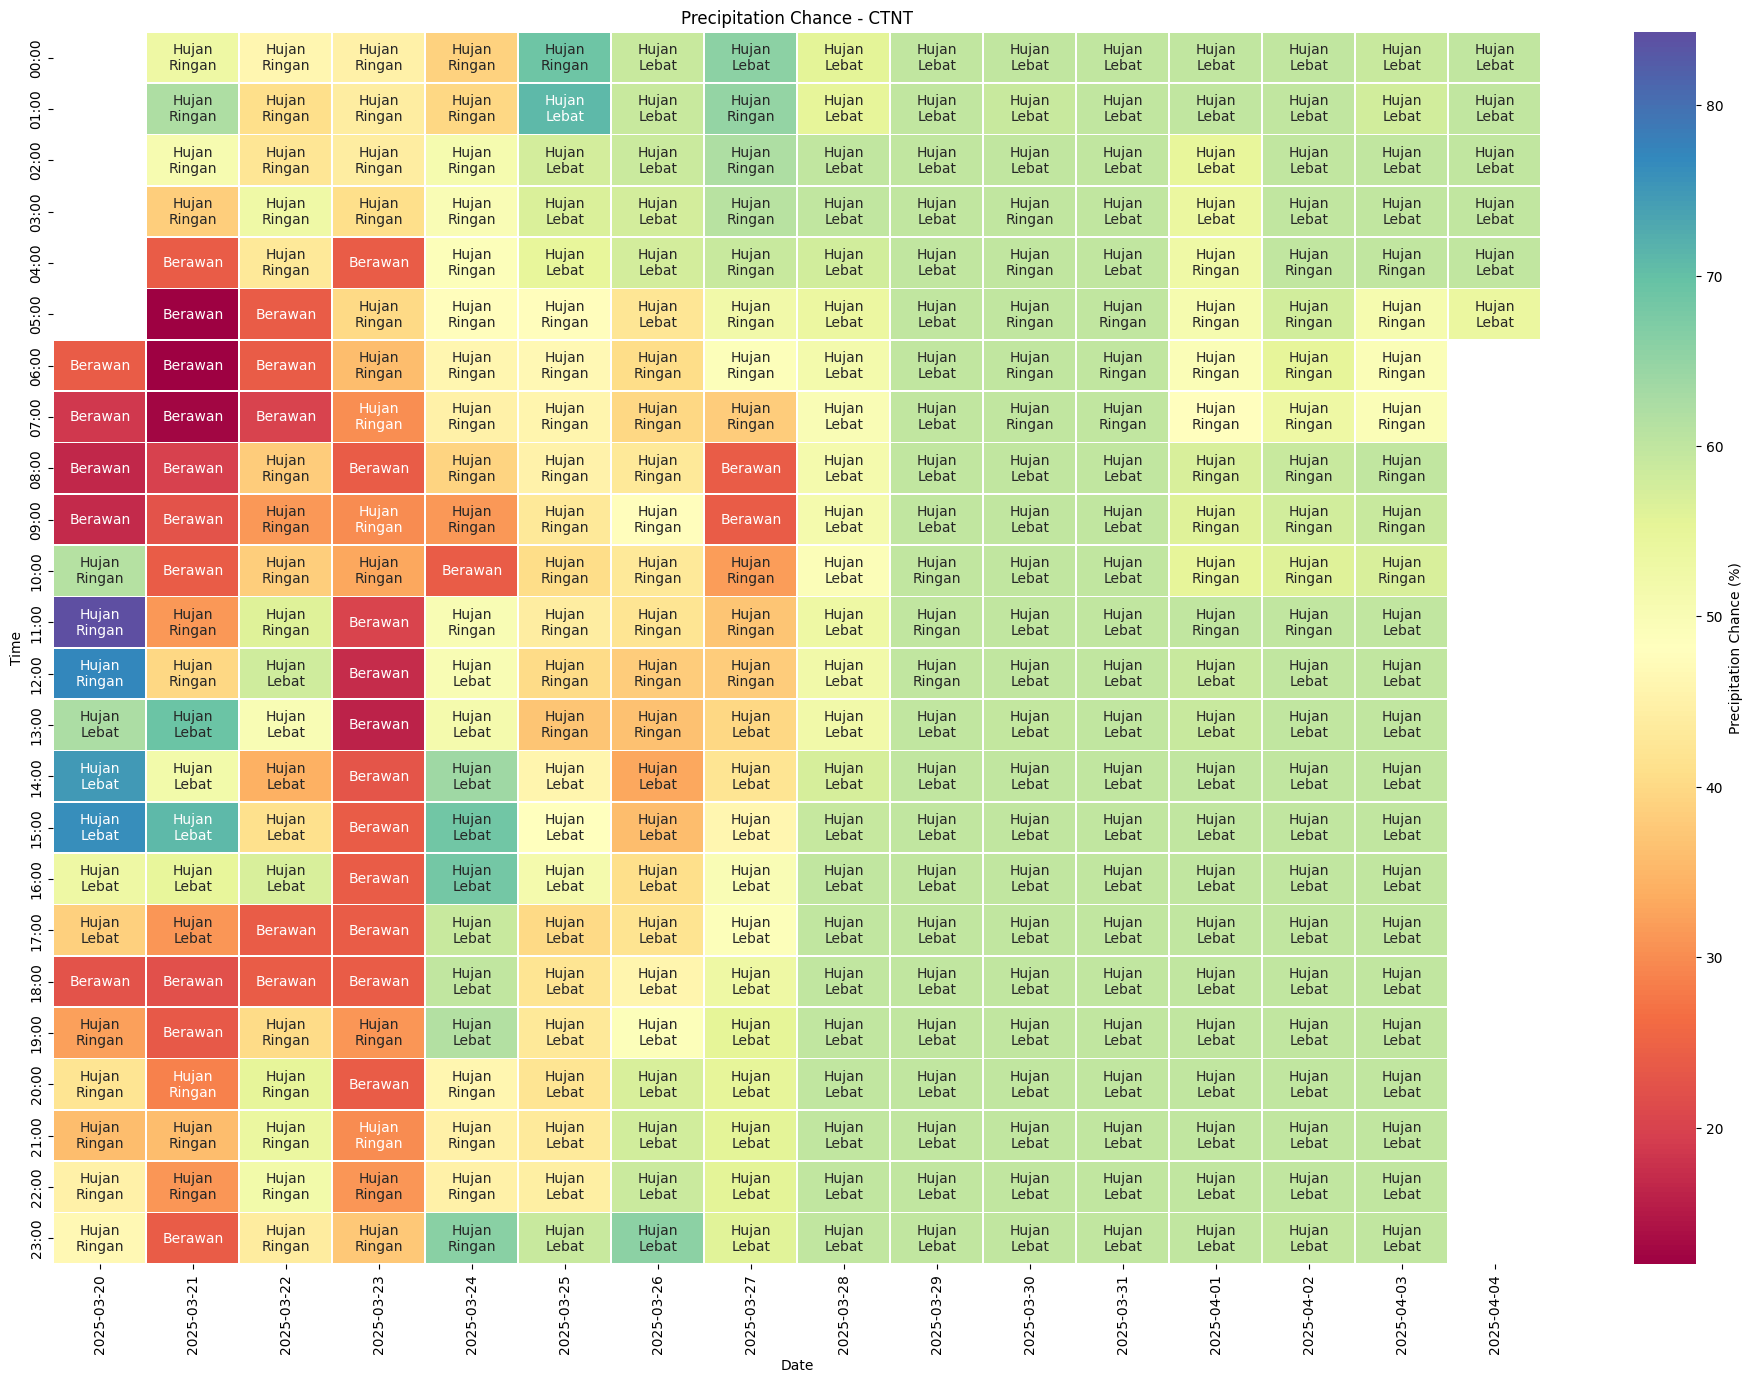 Precipitation Chance - CTNT
00:00 Hujan Ringan Hujan Ringan Hujan Ringan Hujan Ringan Hujan Ringan Hujan Lebat Hujan Lebat Hujan Lebat Hujan Lebat Hujan Lebat Hujan Lebat Hujan Lebat Hujan Lebat Hujan Lebat Hujan Lebat
01:00 Hujan Ringan Hujan Ringan Hujan Ringan Hujan Ringan Hujan Lebat Hujan Lebat Hujan Ringan Hujan Lebat Hujan Lebat Hujan Lebat Hujan Lebat Hujan Lebat Hujan Lebat Hujan Lebat Hujan Lebat
02:00 Hujan Ringan Hujan Ringan Hujan Ringan Hujan Ringan Hujan Lebat Hujan Lebat Hujan Ringan Hujan Lebat Hujan Lebat Hujan Lebat Hujan Lebat Hujan Lebat Hujan Lebat Hujan Lebat Hujan Lebat
03:00 Hujan Ringan Hujan Ringan Hujan Ringan Hujan Ringan Hujan Lebat Hujan Lebat Hujan Ringan Hujan Lebat Hujan Lebat Hujan Ringan Hujan Lebat Hujan Lebat Hujan Lebat Hujan Lebat Hujan Lebat
04:00 Berawan Hujan Ringan Berawan Hujan Ringan Hujan Lebat Hujan Lebat Hujan Ringan Hujan Lebat Hujan Lebat Hujan Ringan Hujan Lebat Hujan Ringan Hujan Ringan Hujan Ringan Hujan Lebat
05:00 Berawan Berawan Hujan Ringan Hujan Ringan Hujan Ringan Hujan Lebat Hujan Ringan Hujan Lebat Hujan Lebat Hujan Ringan Hujan Ringan Hujan Ringan Hujan Ringan Hujan Ringan Hujan Lebat
06:00 Berawan Berawan Berawan Hujan Ringan Hujan Ringan Hujan Ringan Hujan Ringan Hujan Ringan Hujan Lebat Hujan Lebat Hujan Ringan Hujan Ringan Hujan Ringan Hujan Ringan Hujan Ringan
07:00 Berawan Berawan Berawan Hujan Ringan Hujan Ringan Hujan Ringan Hujan Ringan Hujan Ringan Hujan Lebat Hujan Lebat Hujan Ringan Hujan Ringan Hujan Ringan Hujan Ringan Hujan Ringan
08:00 Berawan Berawan Hujan Ringan Berawan Hujan Ringan Hujan Ringan Hujan Ringan Berawan Hujan Lebat Hujan Lebat Hujan Lebat Hujan Lebat Hujan Ringan Hujan Ringan Hujan Ringan
09:00 Berawan Berawan Hujan Ringan Hujan Ringan Hujan Ringan Hujan Ringan Hujan Ringan Berawan Hujan Lebat Hujan Lebat Hujan Lebat Hujan Lebat Hujan Ringan Hujan Ringan Hujan Ringan
10:00 Hujan Ringan Berawan Hujan Ringan Hujan Ringan Berawan Hujan Ringan Hujan Ringan Hujan Ringan Hujan Lebat Hujan Ringan Hujan Lebat Hujan Lebat Hujan Ringan Hujan Ringan Hujan Ringan
11:00 Hujan Ringan Hujan Ringan Hujan Ringan Berawan Hujan Ringan Hujan Ringan Hujan Ringan Hujan Ringan Hujan Lebat Hujan Ringan Hujan Lebat Hujan Lebat Hujan Ringan Hujan Ringan Hujan Lebat
12:00 Hujan Ringan Hujan Ringan Hujan Lebat Berawan Hujan Lebat Hujan Ringan Hujan Ringan Hujan Ringan Hujan Lebat Hujan Ringan Hujan Lebat Hujan Lebat Hujan Lebat Hujan Lebat Hujan Lebat
13:00 Hujan Lebat Hujan Lebat Hujan Lebat Berawan Hujan Lebat Hujan Ringan Hujan Ringan Hujan Lebat Hujan Lebat Hujan Lebat Hujan Lebat Hujan Lebat Hujan Lebat Hujan Lebat Hujan Lebat
14:00 Hujan Lebat Hujan Lebat Hujan Lebat Berawan Hujan Lebat Hujan Lebat Hujan Lebat Hujan Lebat Hujan Lebat Hujan Lebat Hujan Lebat Hujan Lebat Hujan Lebat Hujan Lebat Hujan Lebat
15:00 Hujan Lebat Hujan Lebat Hujan Lebat Berawan Hujan Lebat Hujan Lebat Hujan Lebat Hujan Lebat Hujan Lebat Hujan Lebat Hujan Lebat Hujan Lebat Hujan Lebat Hujan Lebat Hujan Lebat
16:00 Hujan Lebat Hujan Lebat Hujan Lebat Berawan Hujan Lebat Hujan Lebat Hujan Lebat Hujan Lebat Hujan Lebat Hujan Lebat Hujan Lebat Hujan Lebat Hujan Lebat Hujan Lebat Hujan Lebat
17:00 Hujan Lebat Hujan Lebat Berawan Berawan Hujan Lebat Hujan Lebat Hujan Lebat Hujan Lebat Hujan Lebat Hujan Lebat Hujan Lebat Hujan Lebat Hujan Lebat Hujan Lebat Hujan Lebat
18:00 Berawan Berawan Berawan Berawan Hujan Lebat Hujan Lebat Hujan Lebat Hujan Lebat Hujan Lebat Hujan Lebat Hujan Lebat Hujan Lebat Hujan Lebat Hujan Lebat Hujan Lebat
19:00 Hujan Ringan Berawan Hujan Ringan Hujan Ringan Hujan Lebat Hujan Lebat Hujan Lebat Hujan Lebat Hujan Lebat Hujan Lebat Hujan Lebat Hujan Lebat Hujan Lebat Hujan Lebat Hujan Lebat
20:00 Hujan Ringan Hujan Ringan Hujan Ringan Berawan Hujan Ringan Hujan Lebat Hujan Lebat Hujan Lebat Hujan Lebat Hujan Lebat Hujan Lebat Hujan Lebat Hujan Lebat Hujan Lebat Hujan Lebat
21:00 Hujan Ringan Hujan Ringan Hujan Ringan Hujan Ringan Hujan Ringan Hujan Lebat Hujan Lebat Hujan Lebat Hujan Lebat Hujan Lebat Hujan Lebat Hujan Lebat Hujan Lebat Hujan Lebat Hujan Lebat
22:00 Hujan Ringan Hujan Ringan Hujan Ringan Hujan Ringan Hujan Ringan Hujan Lebat Hujan Lebat Hujan Lebat Hujan Lebat Hujan Lebat Hujan Lebat Hujan Lebat Hujan Lebat Hujan Lebat Hujan Lebat
23:00 Hujan Ringan Berawan Hujan Ringan Hujan Ringan Hujan Ringan Hujan Lebat Hujan Lebat Hujan Lebat Hujan Lebat Hujan Lebat Hujan Lebat Hujan Lebat Hujan Lebat Hujan Lebat Hujan Lebat
Time
2025-03-20
2025-03-21
2025-03-22
2025-03-23
2025-03-24
2025-03-25
2025-03-26
2025-03-27
2025-03-28
2025-03-29
2025-03-30
2025-03-31
2025-04-01
2025-04-02
2025-04-03
2025-04-04
Date
80
70
60
50
40
30
20
Precipitation Chance (%)